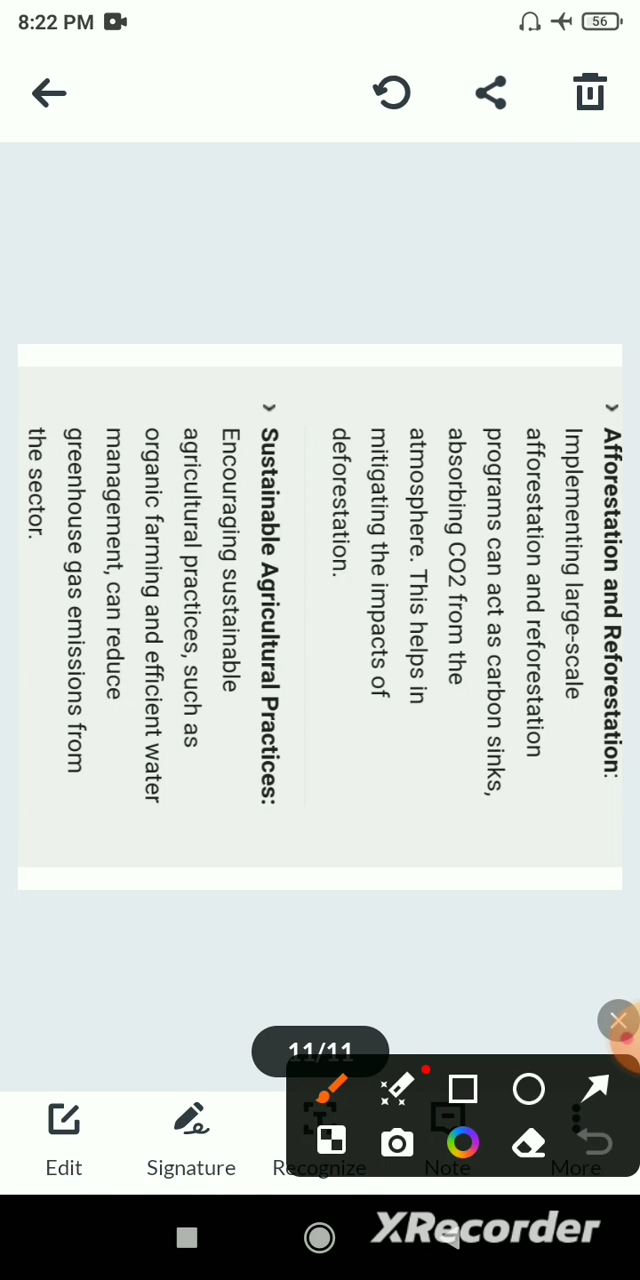 8:22 PM
56
› Afforestation and Reforestation:
Implementing large-scale
afforestation and reforestation
programs can act as carbon sinks,
absorbing CO2 from the
atmosphere. This helps in
mitigating the impacts of
deforestation.
› Sustainable Agricultural Practices:
Encouraging sustainable
agricultural practices, such as
organic farming and efficient water
management, can reduce
greenhouse gas emissions from
the sector.
11/11
Edit
Signature
Recognize
Note
More
XRecorder